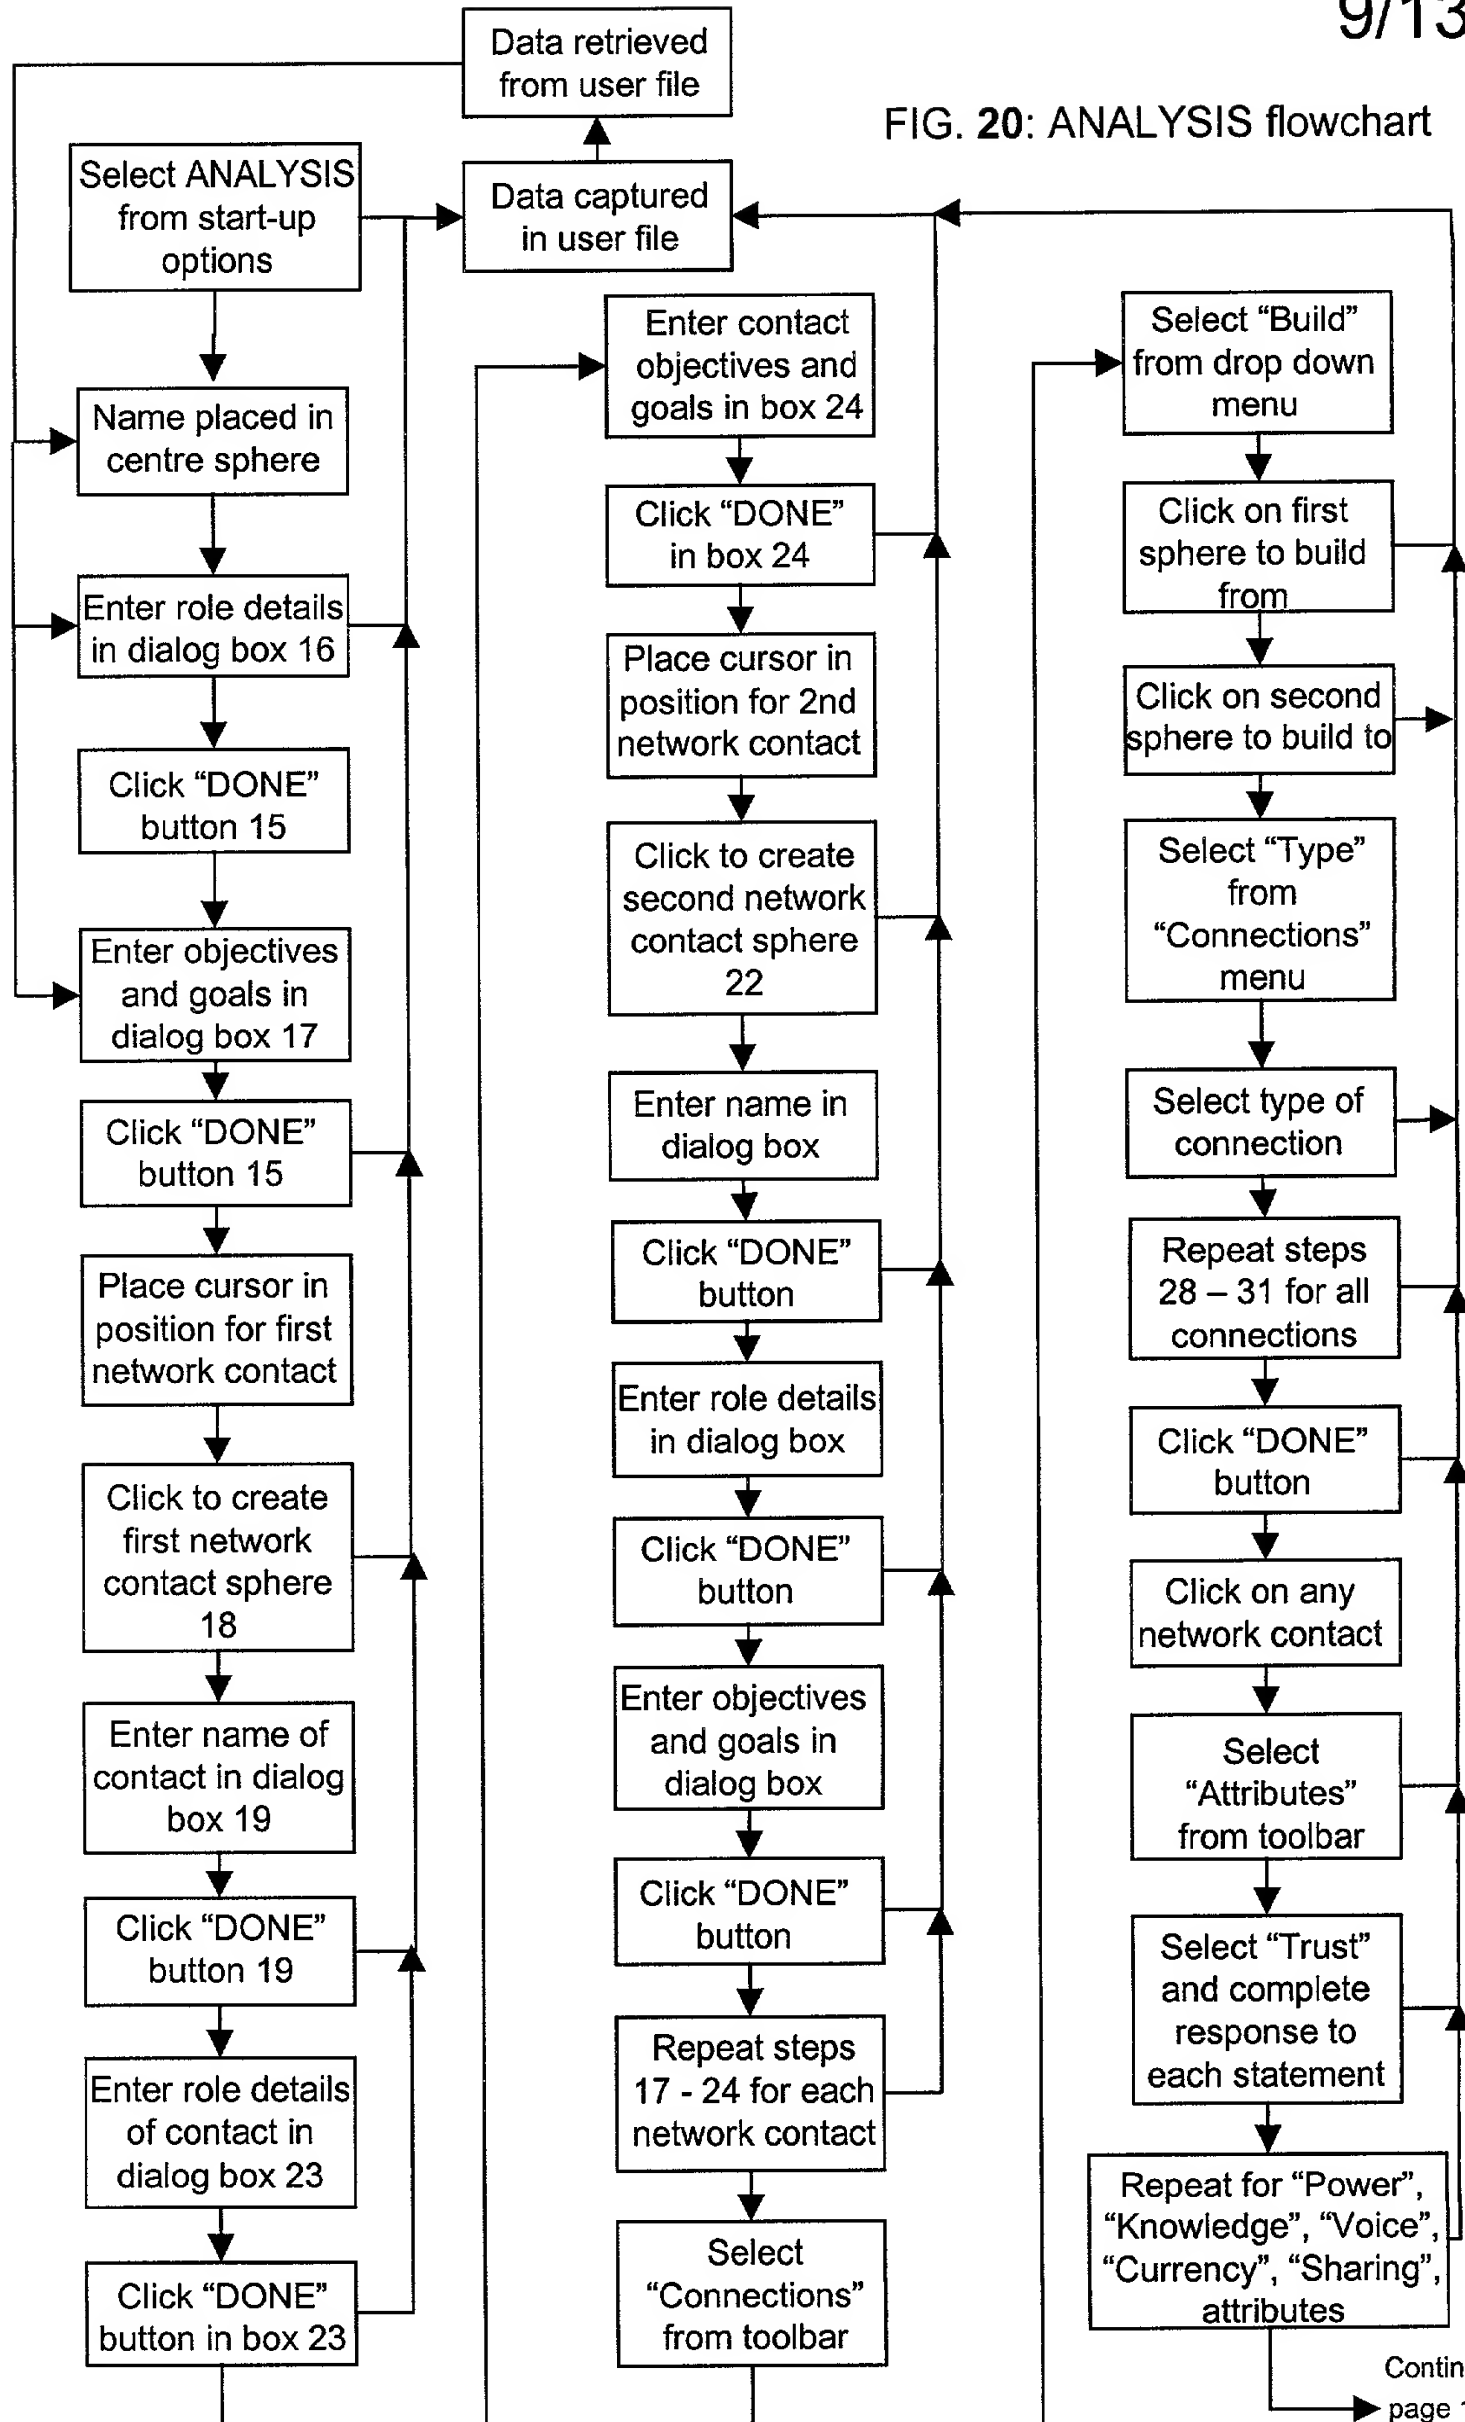 9/13
Data retrieved
from user file
FIG. 20: ANALYSIS flowchart
Select ANALYSIS
from start-up
options
Data captured
in user file
Name placed in
centre sphere
Enter role details
in dialog box 16
Click “DONE”
button 15
Enter objectives
and goals in
dialog box 17
Click “DONE”
button 15
Place cursor in
position for first
network contact
Click to create
first network
contact sphere
18
Enter name of
contact in dialog
box 19
Click “DONE”
button 19
Enter role details
of contact in
dialog box 23
Click “DONE”
button in box 23
Enter contact
objectives and
goals in box 24
Click “DONE”
in box 24
Place cursor in
position for 2nd
network contact
Click to create
second network
contact sphere
22
Enter name in
dialog box
Click “DONE”
button
Enter role details
in dialog box
Click “DONE”
button
Enter objectives
and goals in
dialog box
Click “DONE”
button
Repeat steps
17 - 24 for each
network contact
Select
“Connections”
from toolbar
Select “Build”
from drop down
menu
Click on first
sphere to build
from
Click on second
sphere to build to
Select “Type”
from
“Connections”
menu
Select type of
connection
Repeat steps
28 – 31 for all
connections
Click “DONE”
button
Click on any
network contact
Select
“Attributes”
from toolbar
Select “Trust”
and complete
response to
each statement
Repeat for “Power”,
“Knowledge”, “Voice”,
“Currency”, “Sharing”,
attributes
Contin
page